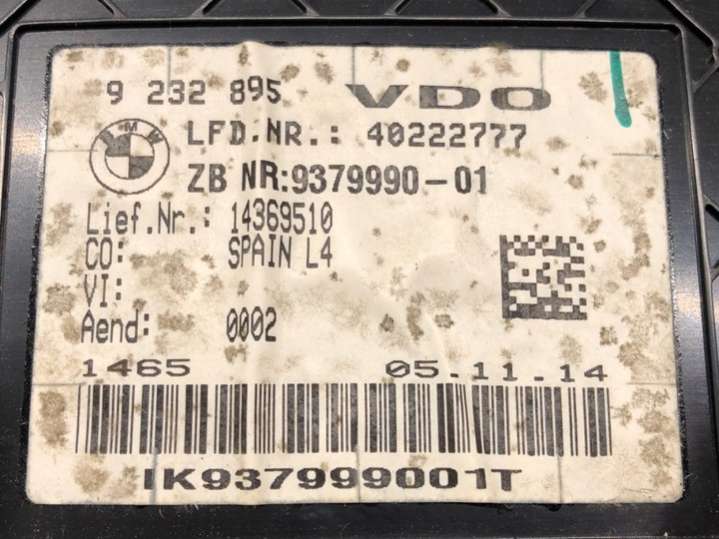 9 232 895 VDO
BMW
LFD.NR.: 40222777
ZB NR:9379990-01
Lief.Nr.: 14369510
CO: SPAIN L4
VI:
Aend: 0002
1465 05.11.14
IK937999001T